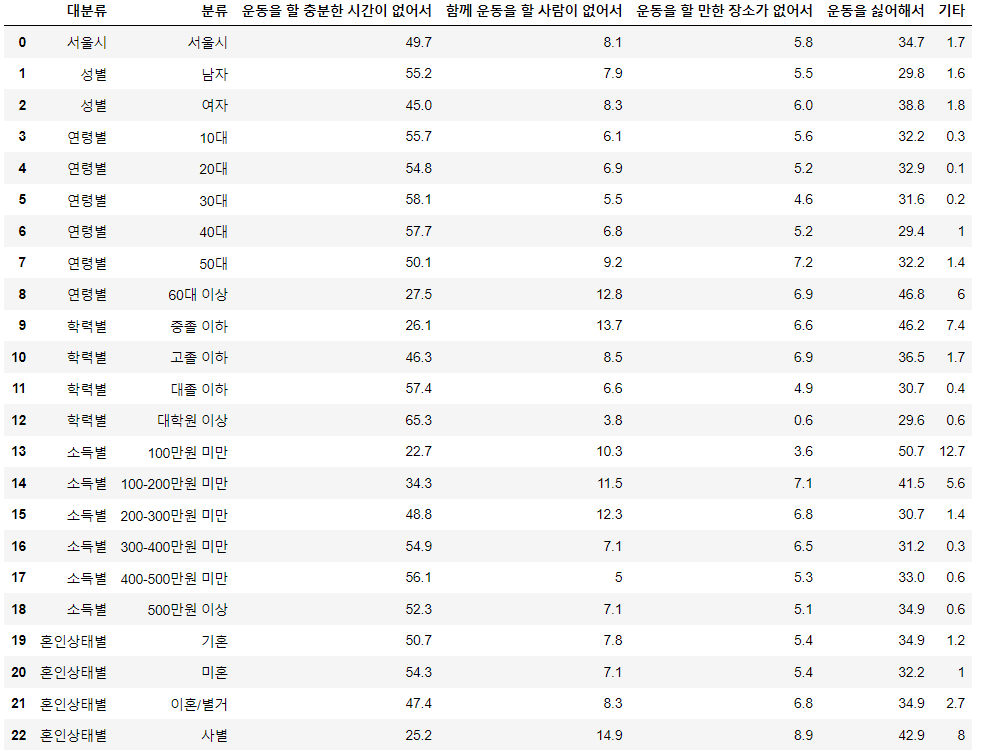 대분류 분류 운동을 할 충분한 시간이 없어서 함께 운동을 할 사람이 없어서 운동을 할 만한 장소가 없어서 운동을 싫어해서 기타
0 서울시 서울시 49.7 8.1 5.8 34.7 1.7
1 성별 남자 55.2 7.9 5.5 29.8 1.6
2 성별 여자 45.0 8.3 6.0 38.8 1.8
3 연령별 10대 55.7 6.1 5.6 32.2 0.3
4 연령별 20대 54.8 6.9 5.2 32.9 0.1
5 연령별 30대 58.1 5.5 4.6 31.6 0.2
6 연령별 40대 57.7 6.8 5.2 29.4 1
7 연령별 50대 50.1 9.2 7.2 32.2 1.4
8 연령별 60대 이상 27.5 12.8 6.9 46.8 6
9 학력별 중졸 이하 26.1 13.7 6.6 46.2 7.4
10 학력별 고졸 이하 46.3 8.5 6.9 36.5 1.7
11 학력별 대졸 이하 57.4 6.6 4.9 30.7 0.4
12 학력별 대학원 이상 65.3 3.8 0.6 29.6 0.6
13 소득별 100만원 미만 22.7 10.3 3.6 50.7 12.7
14 소득별 100-200만원 미만 34.3 11.5 7.1 41.5 5.6
15 소득별 200-300만원 미만 48.8 12.3 6.8 30.7 1.4
16 소득별 300-400만원 미만 54.9 7.1 6.5 31.2 0.3
17 소득별 400-500만원 미만 56.1 5 5.3 33.0 0.6
18 소득별 500만원 이상 52.3 7.1 5.1 34.9 0.6
19 혼인상태별 기혼 50.7 7.8 5.4 34.9 1.2
20 혼인상태별 미혼 54.3 7.1 5.4 32.2 1
21 혼인상태별 이혼/별거 47.4 8.3 6.8 34.9 2.7
22 혼인상태별 사별 25.2 14.9 8.9 42.9 8